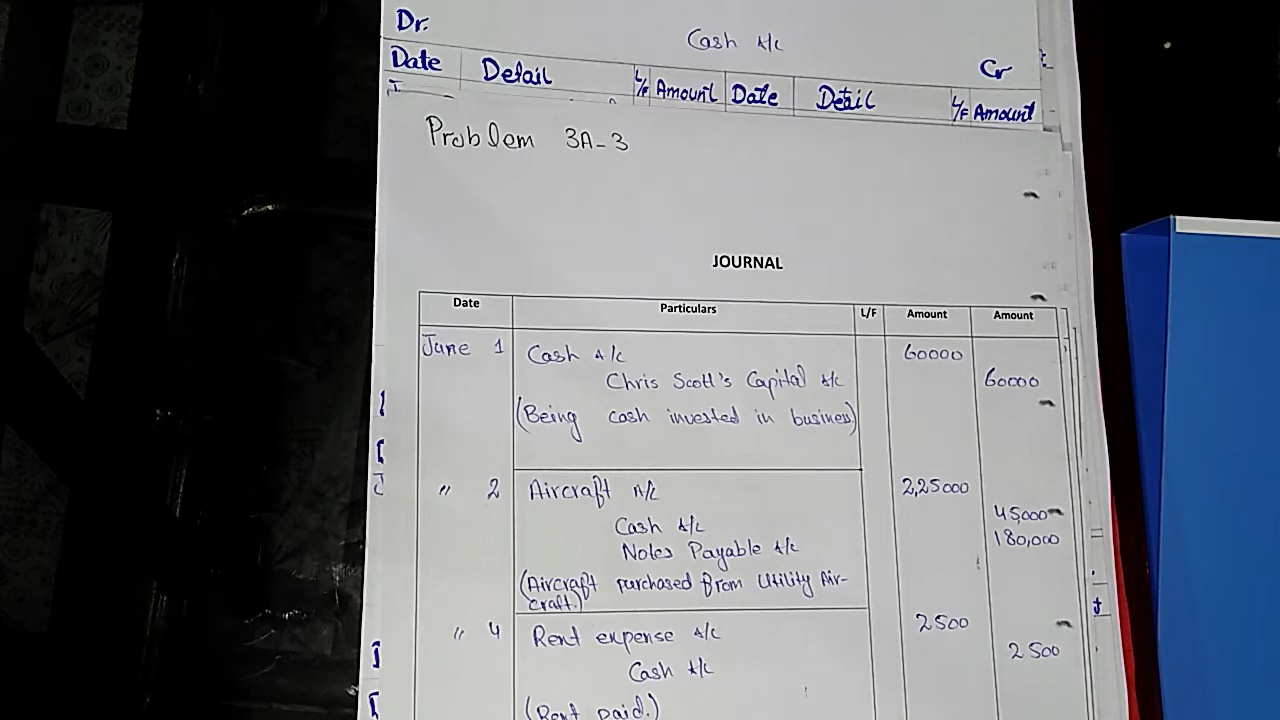 Dr.
Cash A/c
Cr
Date Detail L/F Amount Date Detail L/F Amount
Problem 3A-3
JOURNAL
Date Particulars L/F Amount Amount
June 1 Cash A/c 60000
Chris Scott's Capital A/c 60000
(Being cash invested in business)
" 2 Aircraft A/c 2,25000
Cash A/c 45,000
Notes Payable A/c 180,000
(Aircraft purchased from Utility Air-
craft.)
" 4 Rent expense A/c 2500
Cash A/c 2500
(Rent paid.)